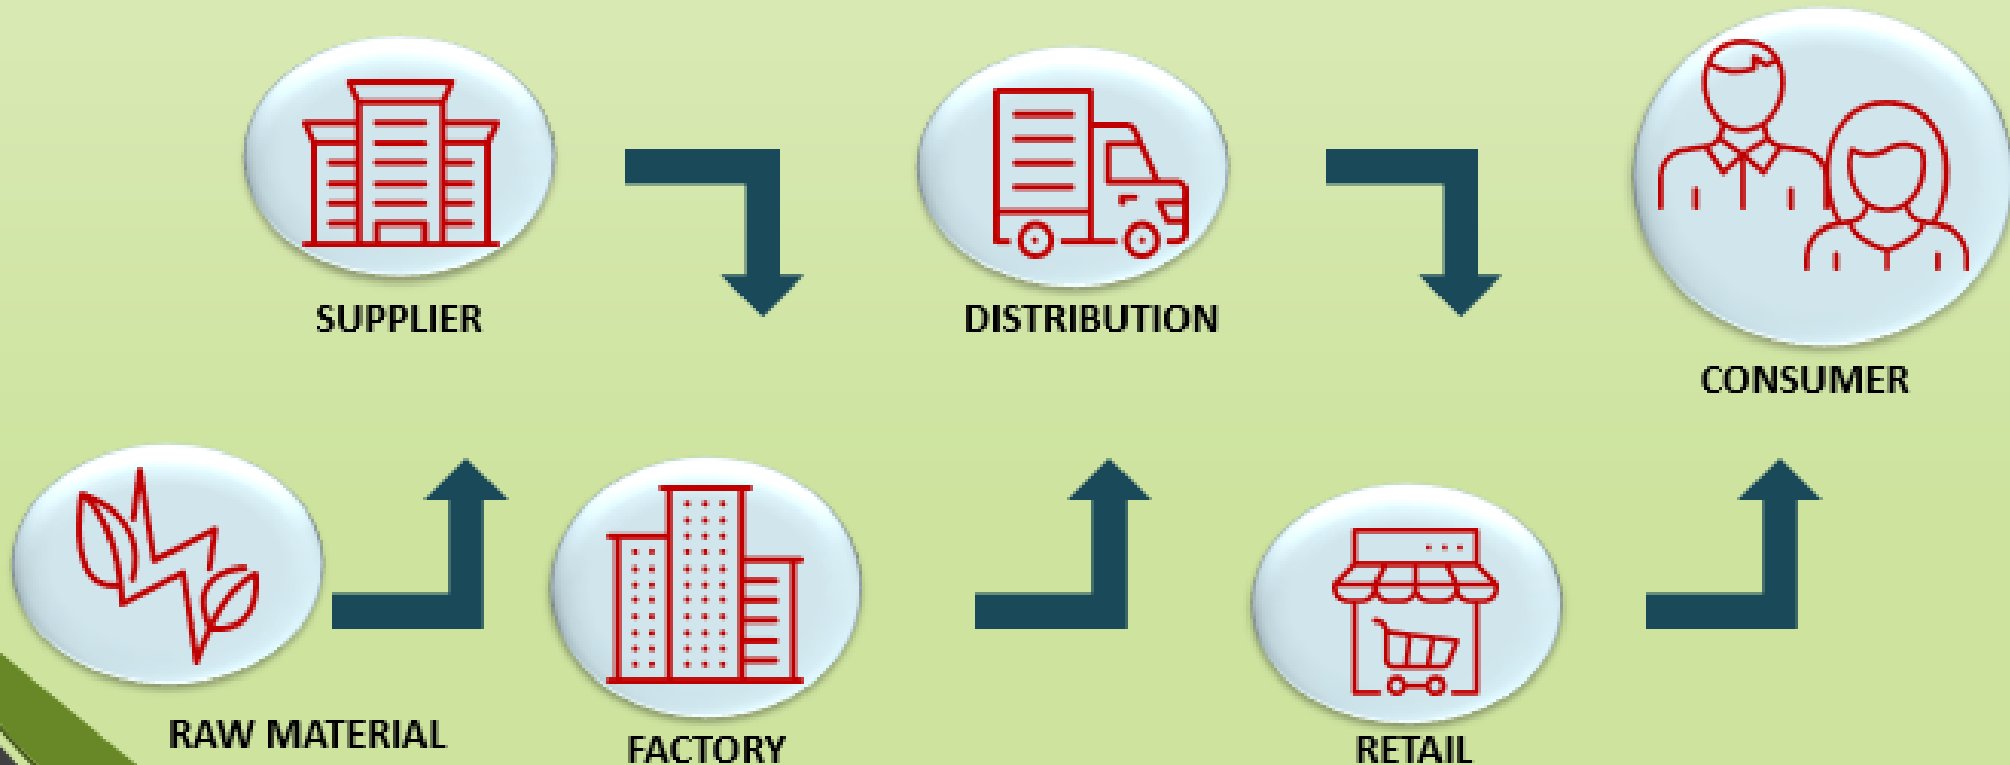 SUPPLIER
DISTRIBUTION
CONSUMER
RAW MATERIAL
FACTORY
RETAIL